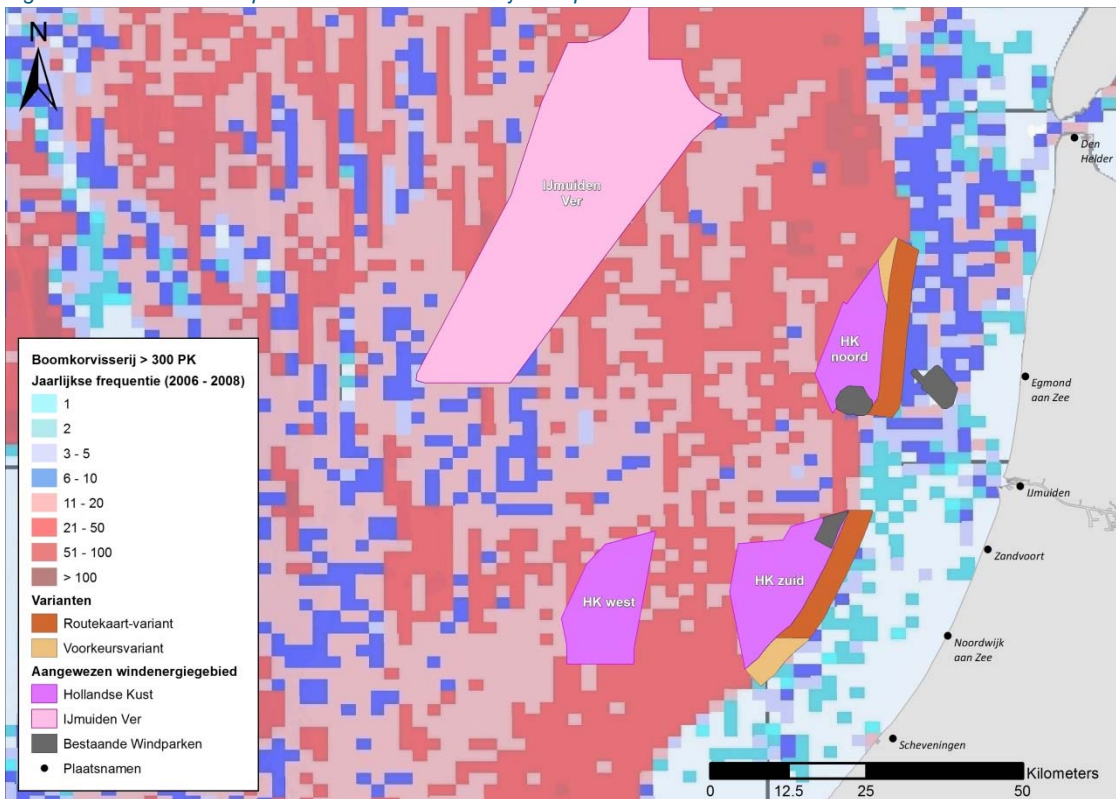 N
IJmuiden
Ver
HK
noord
HK west
HK zuid
Den
Helder
Egmond
aan Zee
IJmuiden
Zandvoort
Noordwijk
aan Zee
Scheveningen
Boomkorvisserij > 300 PK
Jaarlijkse frequentie (2006 - 2008)
1
2
3 - 5
6 - 10
11 - 20
21 - 50
51 - 100
> 100
Varianten
Routekaart-variant
Voorkeursvariant
Aangewezen windenergiegebied
Hollandse Kust
IJmuiden Ver
Bestaande Windparken
Plaatsnamen
Kilometers
0 12.5 25 50